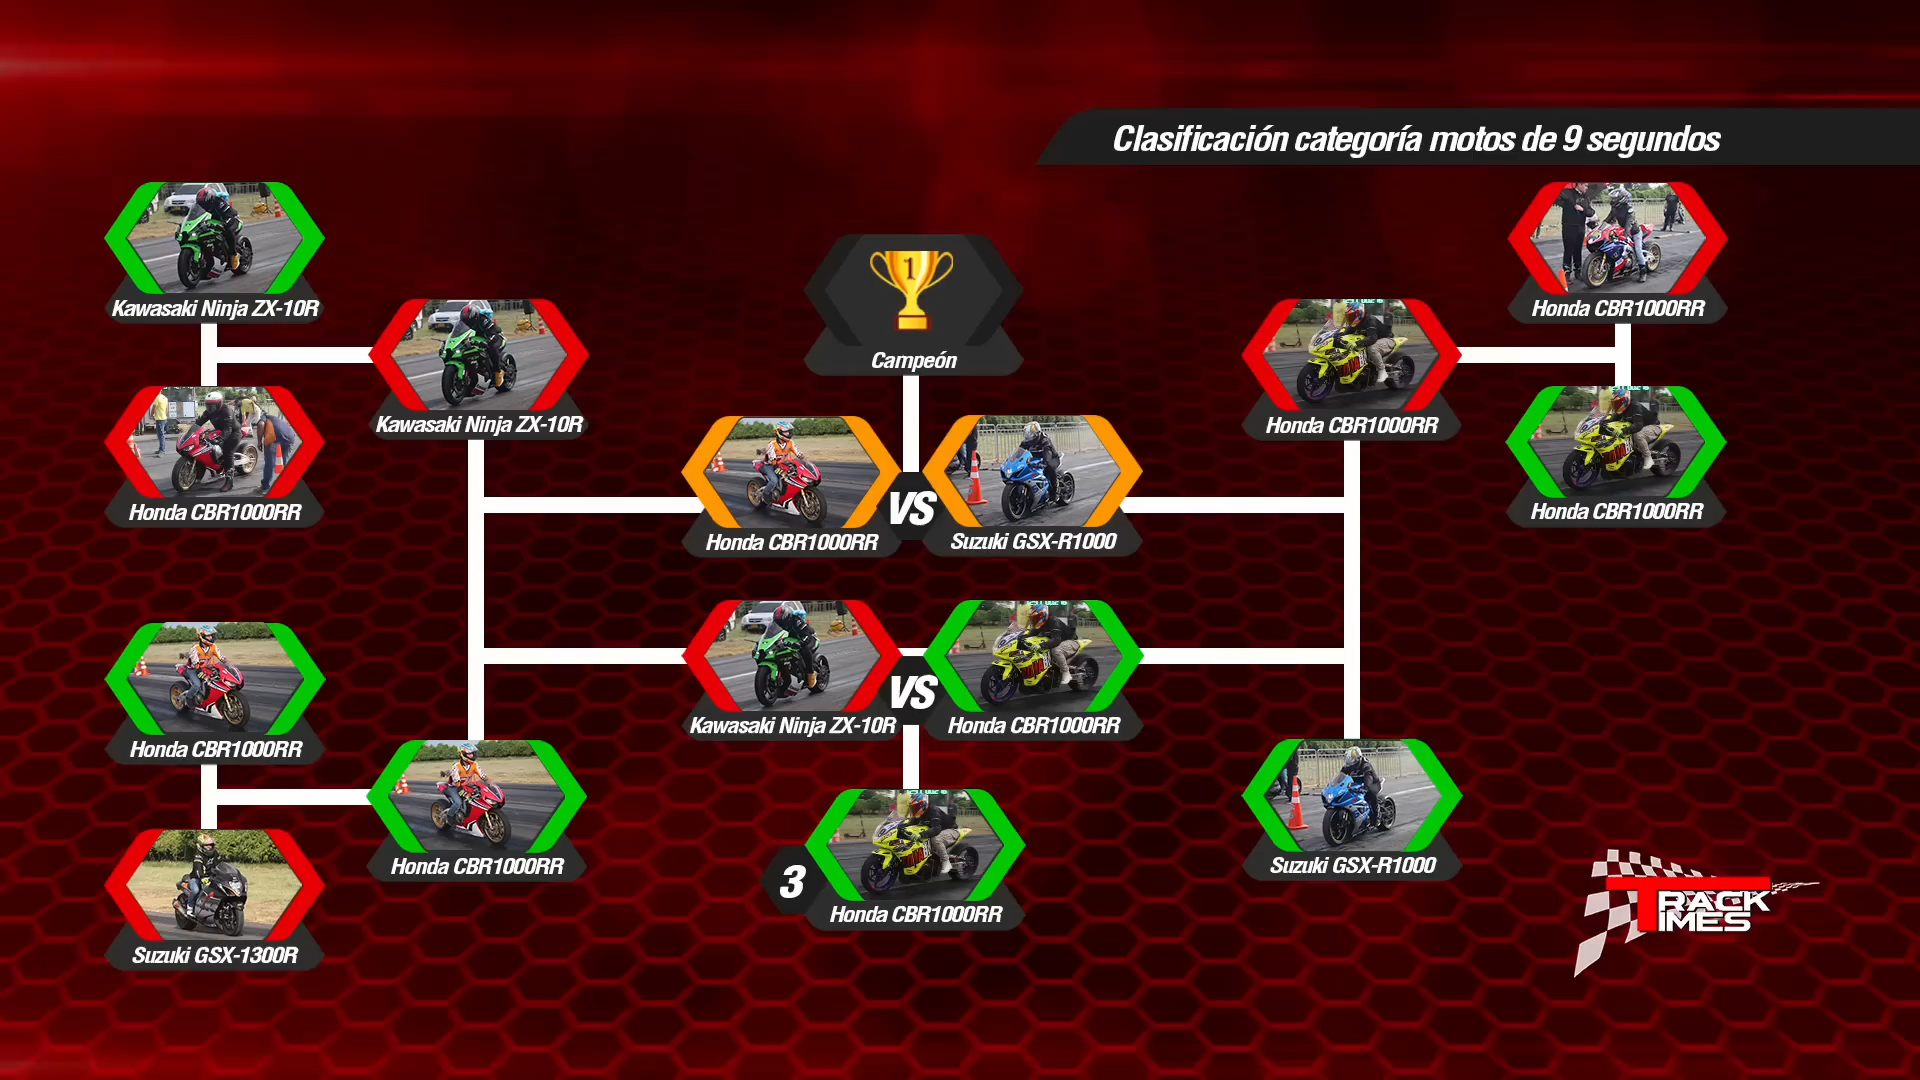 Clasificación categoría motos de 9 segundos
Kawasaki Ninja ZX-10R
Honda CBR1000RR
Kawasaki Ninja ZX-10R
Honda CBR1000RR
Suzuki GSX-1300R
Honda CBR1000RR
1
Campeón
Honda CBR1000RR
VS
Suzuki GSX-R1000
Kawasaki Ninja ZX-10R
VS
Honda CBR1000RR
3
Honda CBR1000RR
Honda CBR1000RR
Honda CBR1000RR
Honda CBR1000RR
Suzuki GSX-R1000
TRACK
TIMES